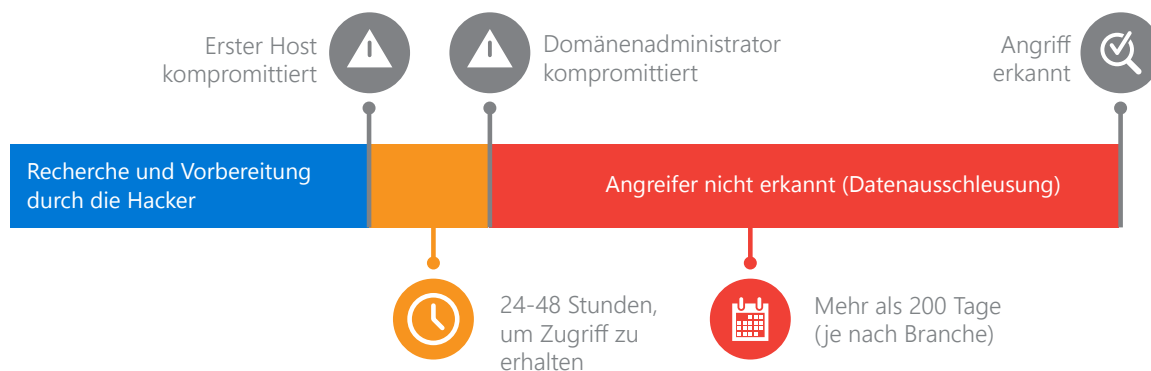 Erster Host
kompromittiert
Domänenadministrator
kompromittiert
Angriff
erkannt
Recherche und Vorbereitung
durch die Hacker
Angreifer nicht erkannt (Datenausschleusung)
24-48 Stunden,
um Zugriff zu
erhalten
Mehr als 200 Tage
(je nach Branche)